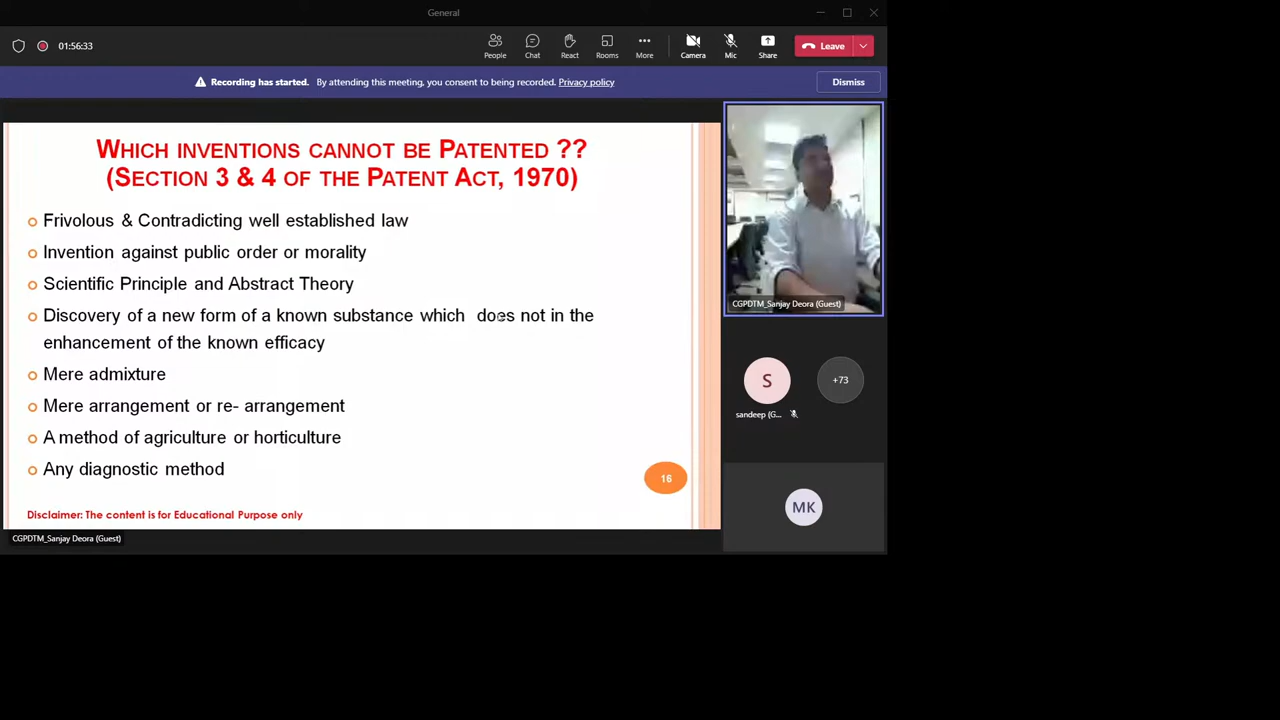 General
01:56:33
People
Chat
React
Rooms
More
Camera
Mic
Share
Leave
Recording has started. By attending this meeting, you consent to being recorded. Privacy policy
Dismiss
WHICH INVENTIONS CANNOT BE PATENTED ??
(SECTION 3 & 4 OF THE PATENT ACT, 1970)
Frivolous & Contradicting well established law
Invention against public order or morality
Scientific Principle and Abstract Theory
Discovery of a new form of a known substance which does not in the
enhancement of the known efficacy
Mere admixture
Mere arrangement or re- arrangement
A method of agriculture or horticulture
Any diagnostic method
16
Disclaimer: The content is for Educational Purpose only
CGPDTM_Sanjay Deora (Guest)
CGPDTM_Sanjay Deora (Guest)
S
+73
sandeep (G...
MK